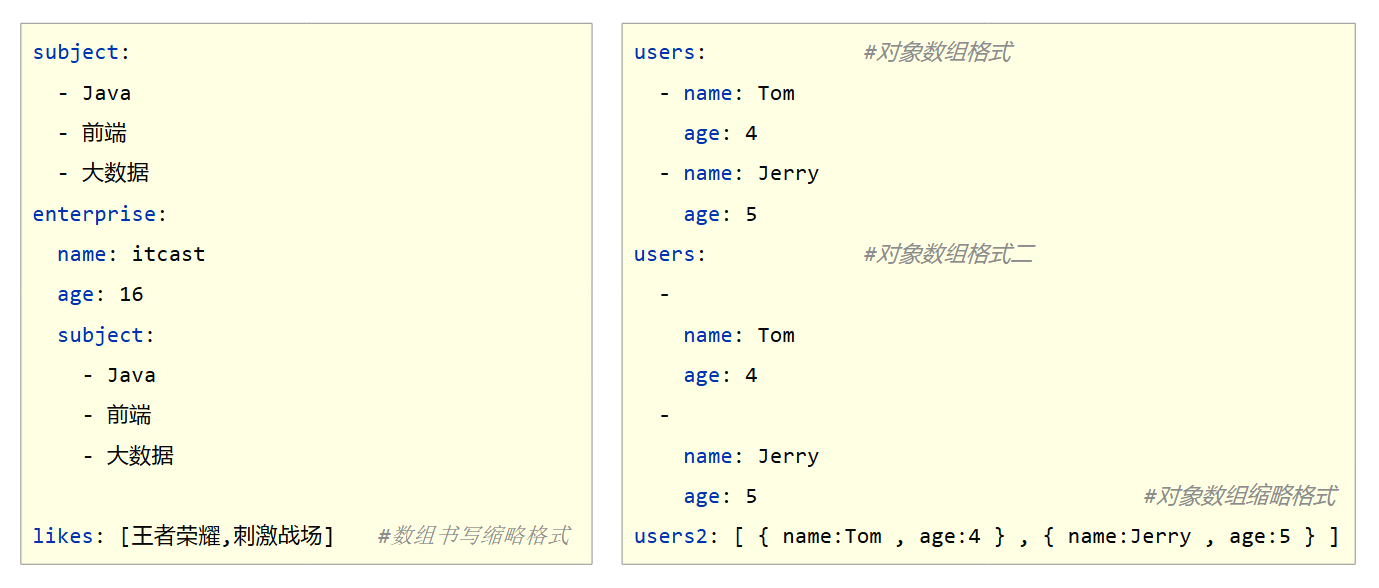 subject:
  - Java
  - 前端
  - 大数据
enterprise:
  name: itcast
  age: 16
  subject:
    - Java
    - 前端
    - 大数据
likes: [王者荣耀,刺激战场]   #数组书写缩略格式
users:            #对象数组格式
  - name: Tom
    age: 4
  - name: Jerry
    age: 5
users:            #对象数组格式二
  -
    name: Tom
    age: 4
  -
    name: Jerry
    age: 5                              #对象数组缩略格式
users2: [ { name:Tom , age:4 } , { name:Jerry , age:5 } ]